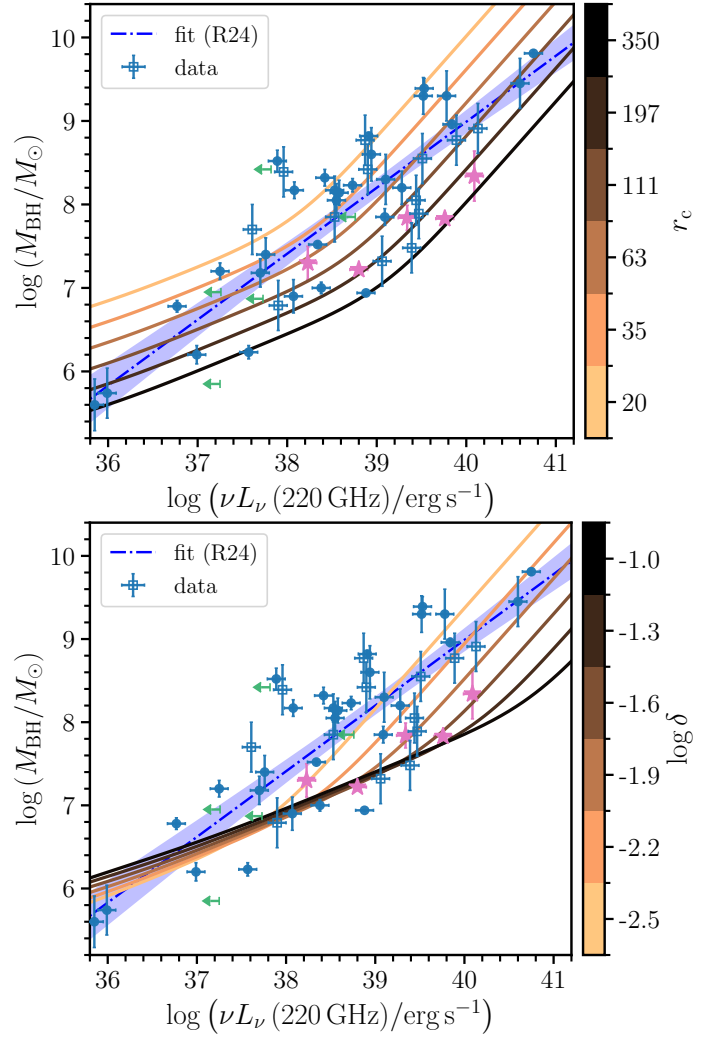 10
9
8
7
6
log (M_BH/M_⊙)
fit (R24)
data
36 37 38 39 40 41
log (νL_ν (220 GHz)/erg s⁻¹)
350
197
111
63
35
20
r_c
10
9
8
7
6
log (M_BH/M_⊙)
fit (R24)
data
36 37 38 39 40 41
log (νL_ν (220 GHz)/erg s⁻¹)
-1.0
-1.3
-1.6
-1.9
-2.2
-2.5
log δ